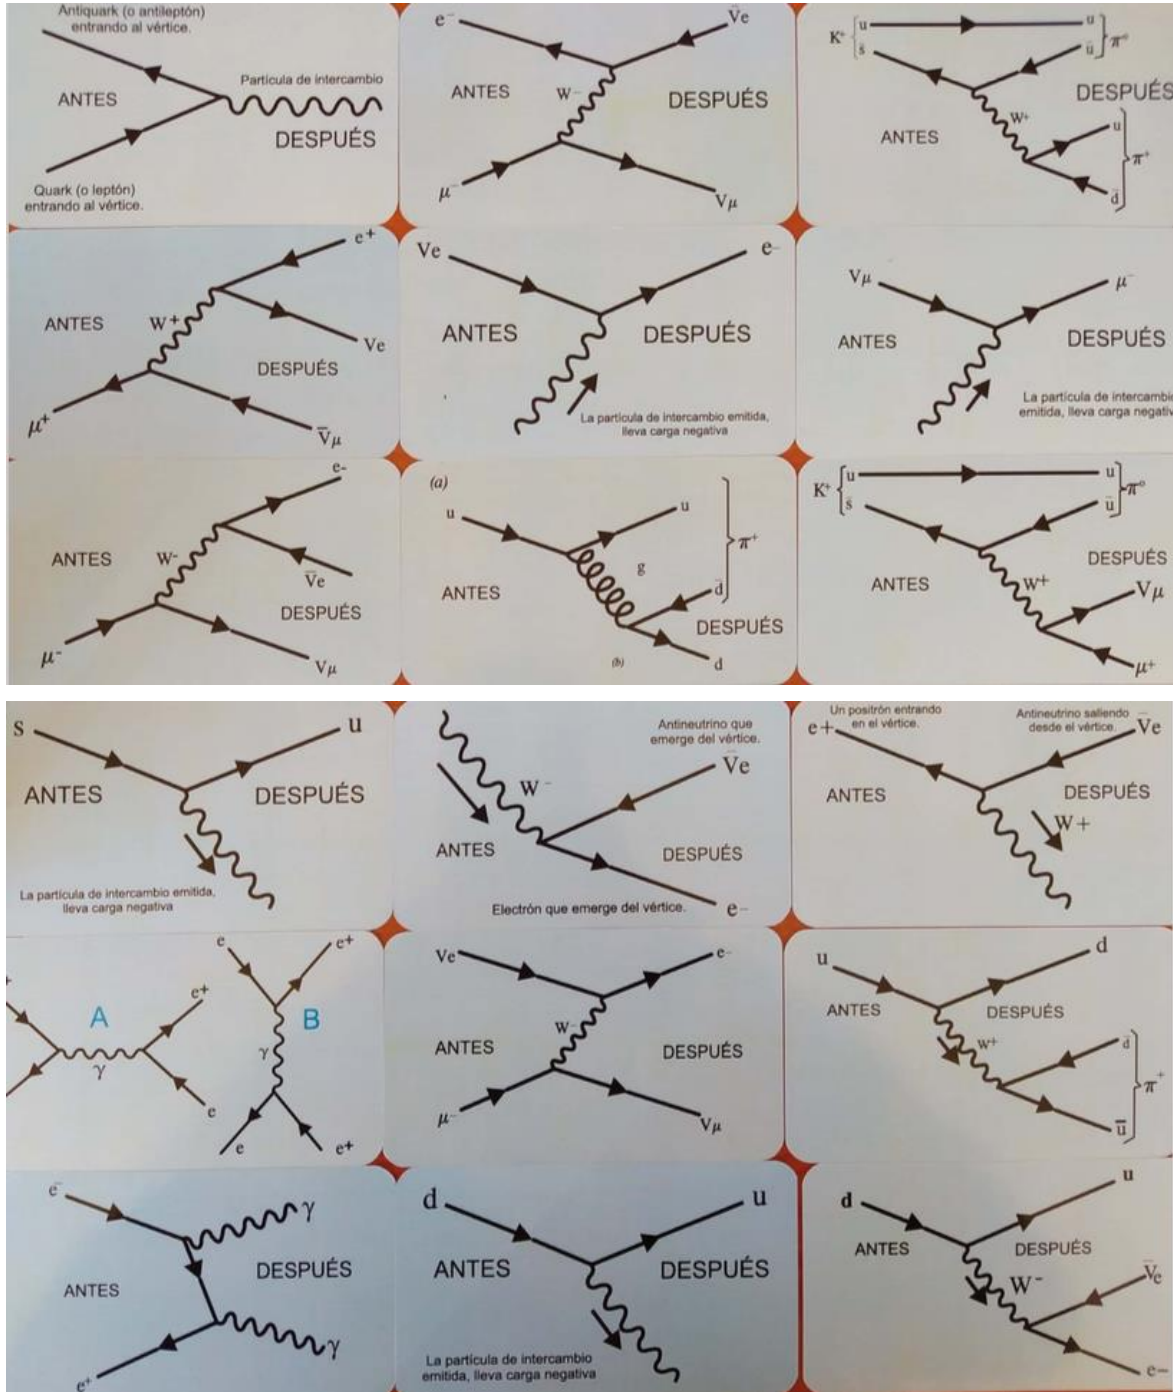 Antiquark (o antileptón)
entrando al vértice.
Partícula de intercambio
ANTES
DESPUÉS
Quark (o leptón)
entrando al vértice.
e⁻
V̄e
ANTES
W⁻
DESPUÉS
μ⁻
Vμ
K⁺ { u
s̄
u
ū ] π°
DESPUÉS
W⁺
ANTES
u
d̄ ] π⁺
e+
ANTES
W+
Ve
DESPUÉS
μ+
V̄μ
Ve
e-
ANTES
DESPUÉS
La partícula de intercambio emitida,
lleva carga negativa
Vμ
μ⁻
ANTES
DESPUÉS
La partícula de intercambio
emitida, lleva carga negativa
e-
ANTES
W-
V̄e
DESPUÉS
μ-
Vμ
(a)
u
u
π⁺
g
ANTES
d̄
DESPUÉS
(b)
d
K⁺ { u
s
u
ū ] π°
DESPUÉS
ANTES
W⁺
Vμ
μ+
s
u
ANTES
DESPUÉS
La partícula de intercambio emitida,
lleva carga negativa
Antineutrino que
emerge del vértice.
V̄e
W⁻
ANTES
DESPUÉS
Electrón que emerge del vértice.
e−
Un positrón entrando
en el vértice.
Antineutrino saliendo
desde el vértice.
e+
V̄e
ANTES
DESPUÉS
W+
e
e+
A
B
e+
γ
γ
e
e
e+
Ve
e-
W-
ANTES
DESPUÉS
μ-
Vμ
u
d
ANTES
DESPUÉS
W+
d̄
π⁺
ū
e⁻
γ
DESPUÉS
ANTES
γ
e⁺
d
u
ANTES
DESPUÉS
La partícula de intercambio
emitida, lleva carga negativa
d
u
ANTES
DESPUÉS
W⁻
V̄e
e−